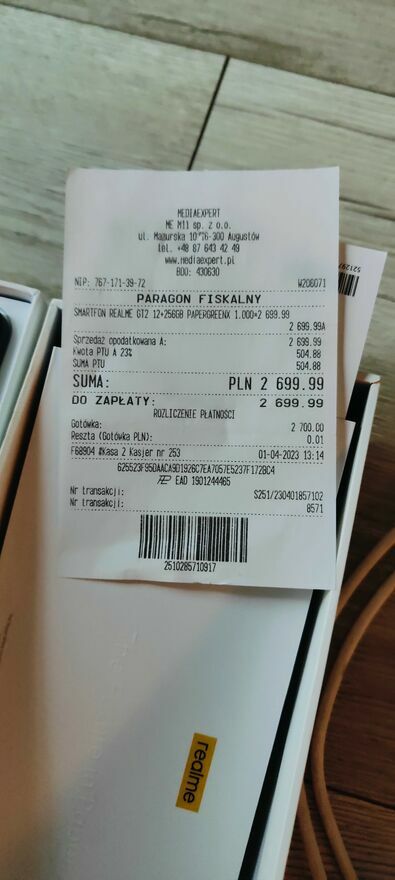 MEDIAEXPERT
ME M11 sp. z o.o.
ul. Mazurska 10 16-300 Augustów
tel. +48 87 643 42 49
www.mediaexpert.pl
BDO: 430630
NIP: 767-171-39-72 W206071
PARAGON FISKALNY
SMARTFON REALME GT2 12+256GB PAPERGREENX 1.000×2 699.99
2 699.99A
Sprzedaż opodatkowana A: 2 699.99
Kwota PTU A 23% 504.88
SUMA PTU 504.88
SUMA: PLN 2 699.99
DO ZAPŁATY: 2 699.99
ROZLICZENIE PŁATNOŚCI
Gotówka: 2 700.00
Reszta (Gotówka PLN): 0.01
F68904 #Kasa 2 Kasjer nr 253 01-04-2023 13:14
625523F95DAACA9D1926C7EA7057E5237F172BC4
EAD 1901244465
Nr transakcji: S251/230401857102
Nr transakcji: 8571
2510285710917
realme